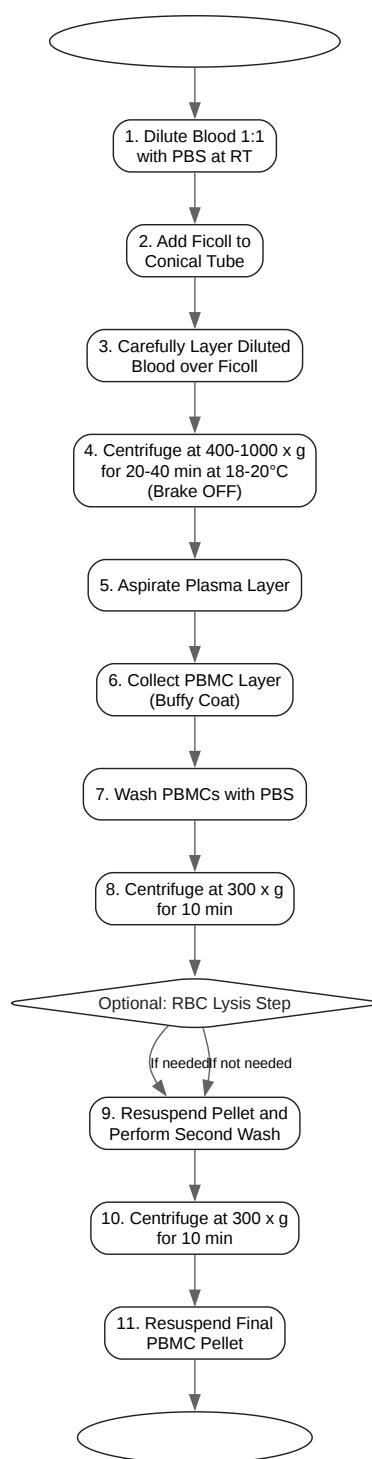 1. Dilute Blood 1:1
with PBS at RT
2. Add Ficoll to
Conical Tube
3. Carefully Layer Diluted
Blood over Ficoll
4. Centrifuge at 400-1000 x g
for 20-40 min at 18-20°C
(Brake OFF)
5. Aspirate Plasma Layer
6. Collect PBMC Layer
(Buffy Coat)
7. Wash PBMCs with PBS
8. Centrifuge at 300 x g
for 10 min
Optional: RBC Lysis Step
If needed
If not needed
9. Resuspend Pellet and
Perform Second Wash
10. Centrifuge at 300 x g
for 10 min
11. Resuspend Final
PBMC Pellet